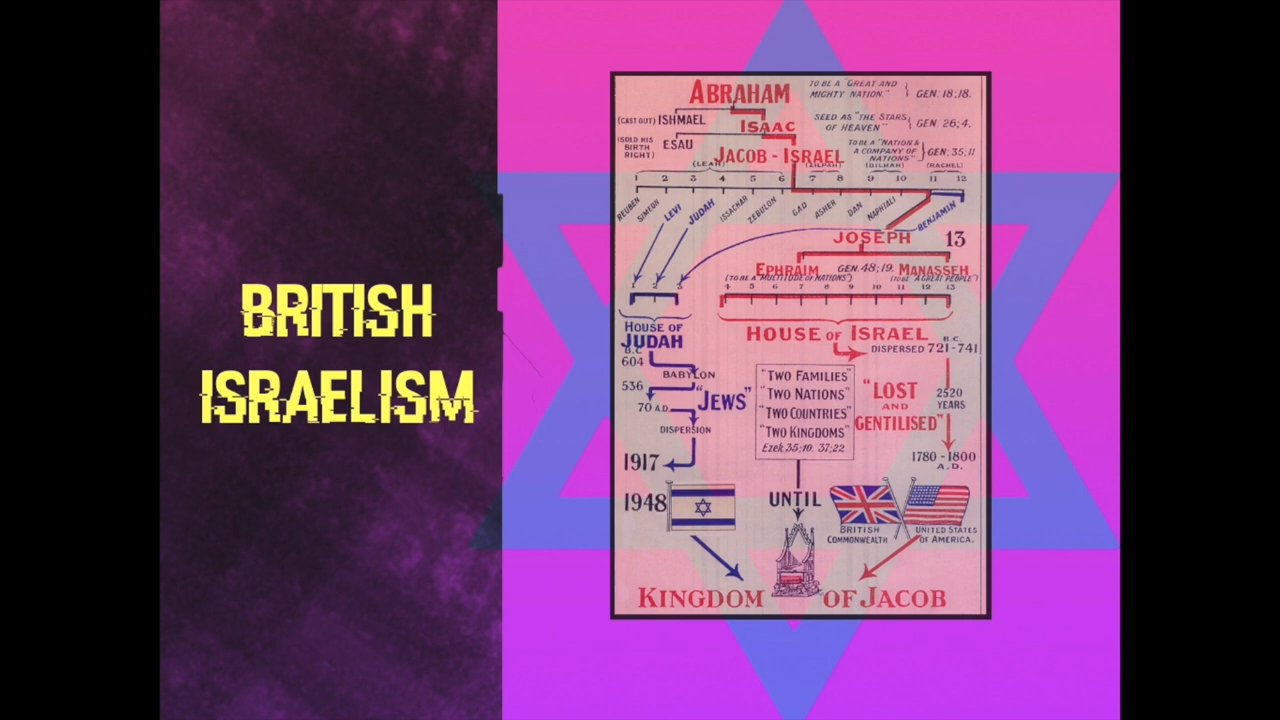 BRITISH
ISRAELISM
ABRAHAM
TO BE A "GREAT AND
MIGHTY NATION."
GEN. 18;18.
(CAST OUT) ISHMAEL
ISAAC
SEED AS "THE STARS
OF HEAVEN"
GEN. 26;4.
(SOLD HIS
BIRTH
RIGHT)
ESAU
JACOB - ISRAEL
TO BE A "NATION &
A COMPANY OF
NATIONS"
GEN; 35;11
(LEAH)
(ZILPAH)
(BILHAH)
(RACHEL)
1 2 3 4 5 6 7 8 9 10 11 12
REUBEN SIMEON LEVI JUDAH ISSACHAR ZEBULON GAD ASHER DAN NAPHTALI BENJAMIN
JOSEPH 13
EPHRAIM GEN. 48; 19. MANASSEH
(TO BE A "MULTITUDE OF NATIONS") (TO BE "A GREAT PEOPLE")
1 2 3 4 5 6 7 8 9 10 11 12 13
HOUSE OF
JUDAH
HOUSE OF ISRAEL
B.C.
604
DISPERSED 721-741
B.C.
BABYLON
536
"JEWS"
70 A.D.
DISPERSION
1917
1948
"TWO FAMILIES"
"TWO NATIONS"
"TWO COUNTRIES"
"TWO KINGDOMS"
Ezek. 35; 10. 37; 22
"LOST
AND
GENTILISED"
2520
YEARS
1780 - 1800
A.D.
UNTIL
BRITISH
COMMONWEALTH
UNITED STATES
OF AMERICA.
KINGDOM OF JACOB